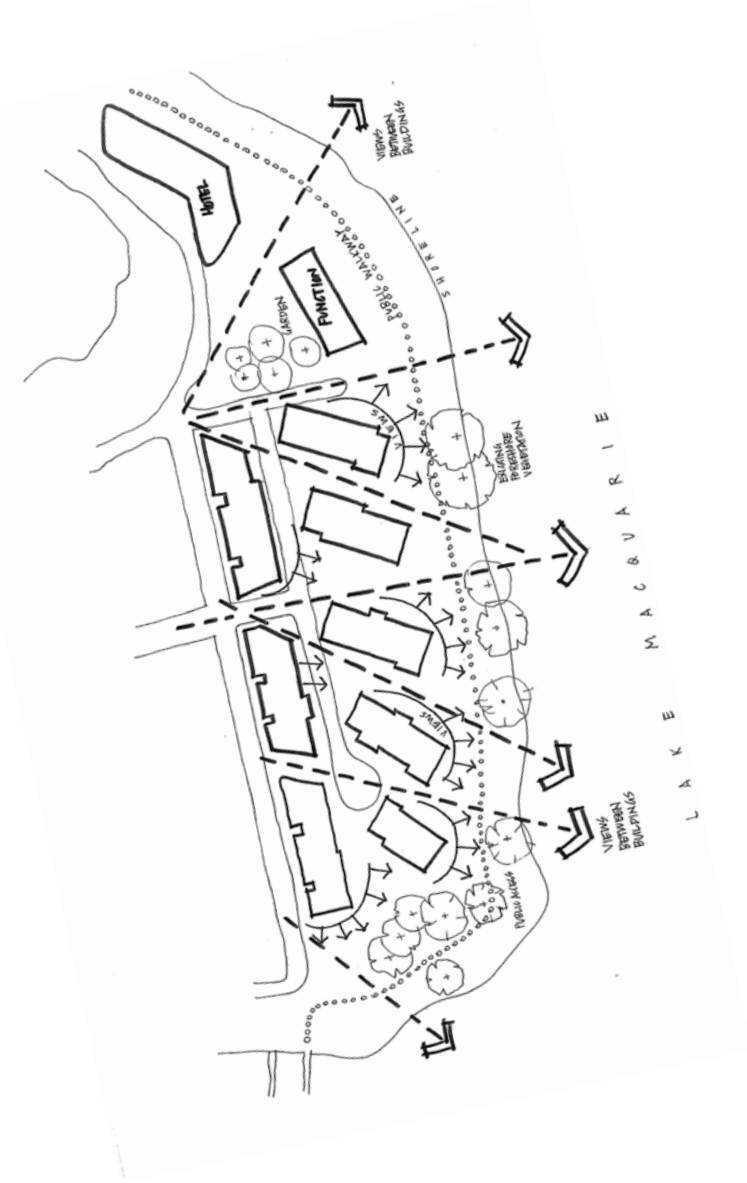 VIEWS
BETWEEN
BUILDINGS
HOTEL
SHORELINE
PUBLIC WALKWAY
FUNCTION
GARDEN
VIEWS
EXISTING
FORESHORE
VEGETATION
LAKE MACQUARIE
VIEWS
VIEWS
BETWEEN
BUILDINGS
PUBLIC ACCESS